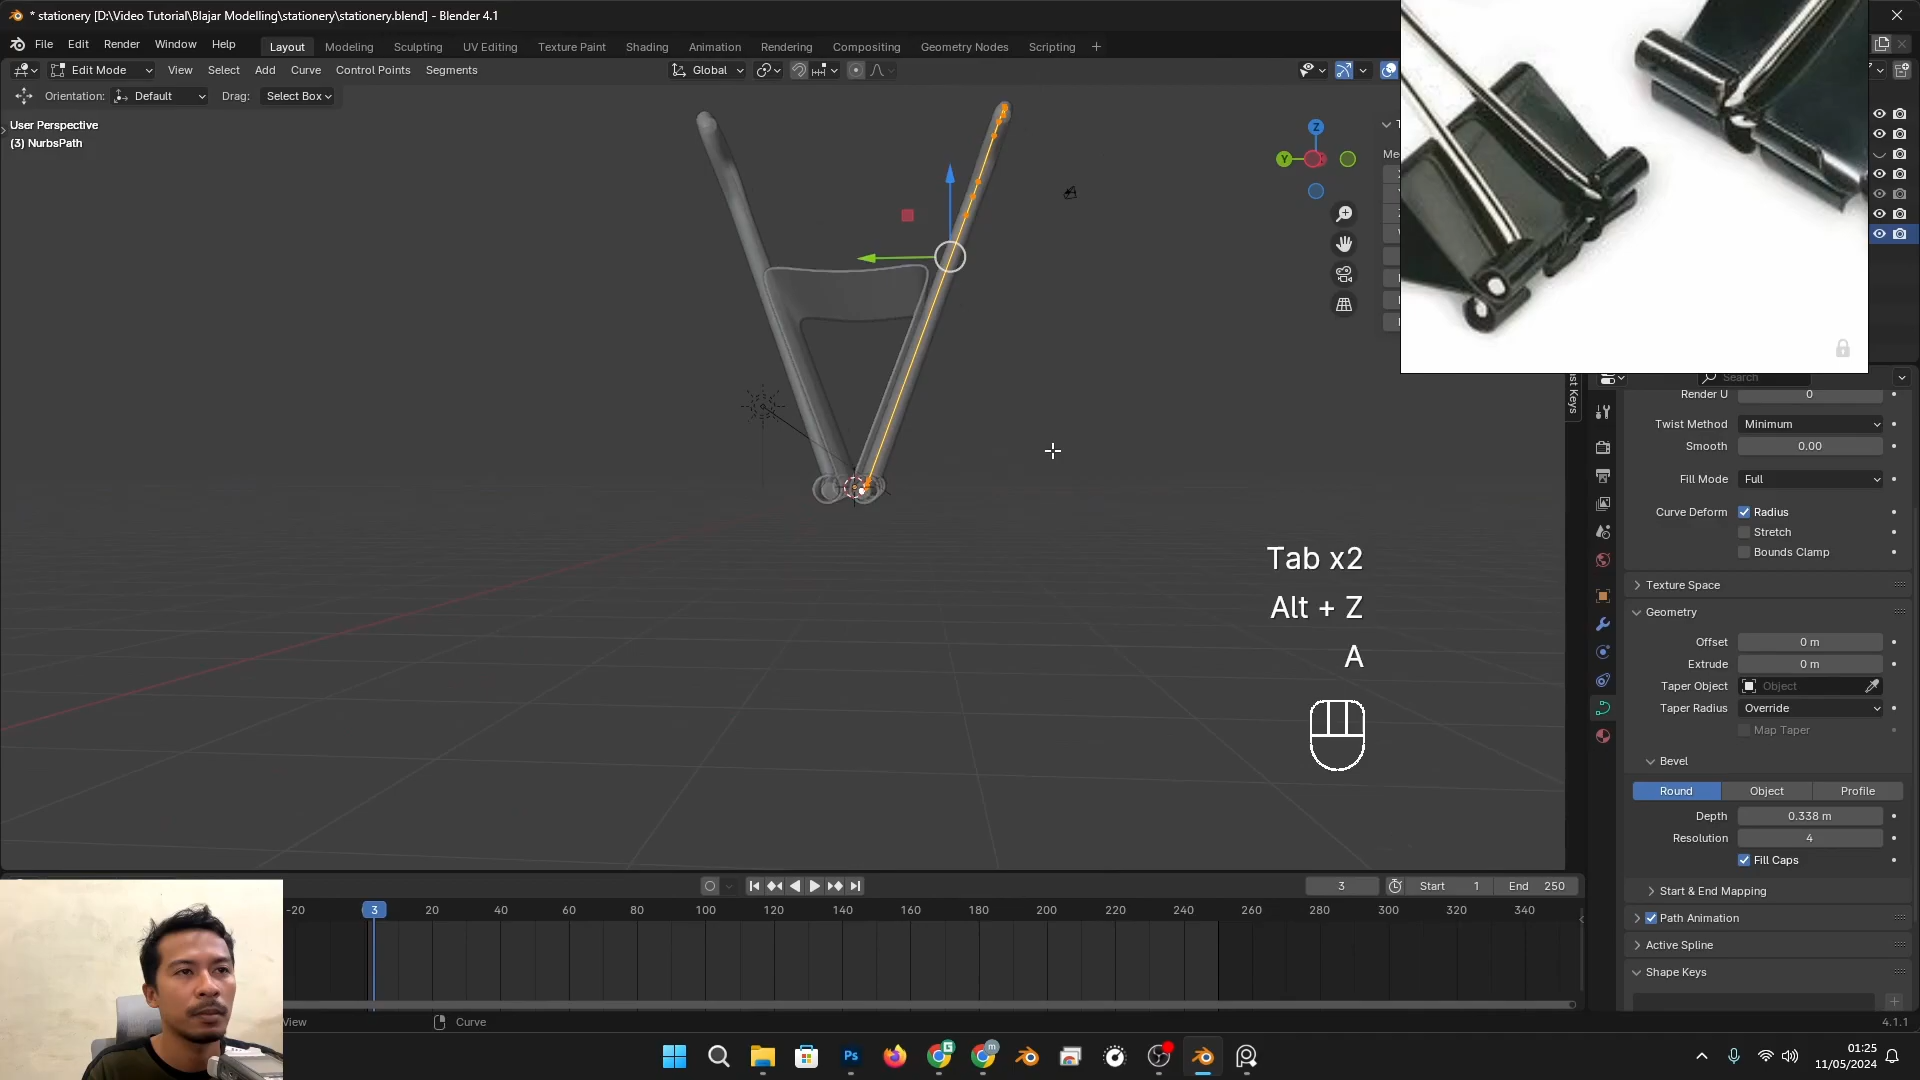 * stationery [D:\Video Tutorial\Blajar Modelling\stationery\stationery.blend] - Blender 4.1
File Edit Render Window Help
Layout Modeling Sculpting UV Editing Texture Paint Shading Animation Rendering Compositing Geometry Nodes Scripting +
Edit Mode View Select Add Curve Control Points Segments Global
Orientation: Default Drag: Select Box
User Perspective
(3) NurbsPath
Z
Y
Me
Search
Render U 0
Twist Method Minimum
Smooth 0.00
Fill Mode Full
Curve Deform Radius
Stretch
Bounds Clamp
Texture Space
Geometry
Offset 0 m
Extrude 0 m
Taper Object Object
Taper Radius Override
Map Taper
Bevel
Round Object Profile
Depth 0.338 m
Resolution 4
Fill Caps
Start & End Mapping
Path Animation
Active Spline
Shape Keys
Tab x2
Alt + Z
A
3 Start 1 End 250
-20 3 20 40 60 80 100 120 140 160 180 200 220 240 260 280 300 320 340
View Curve 4.1.1
Ps
01:25
11/05/2024